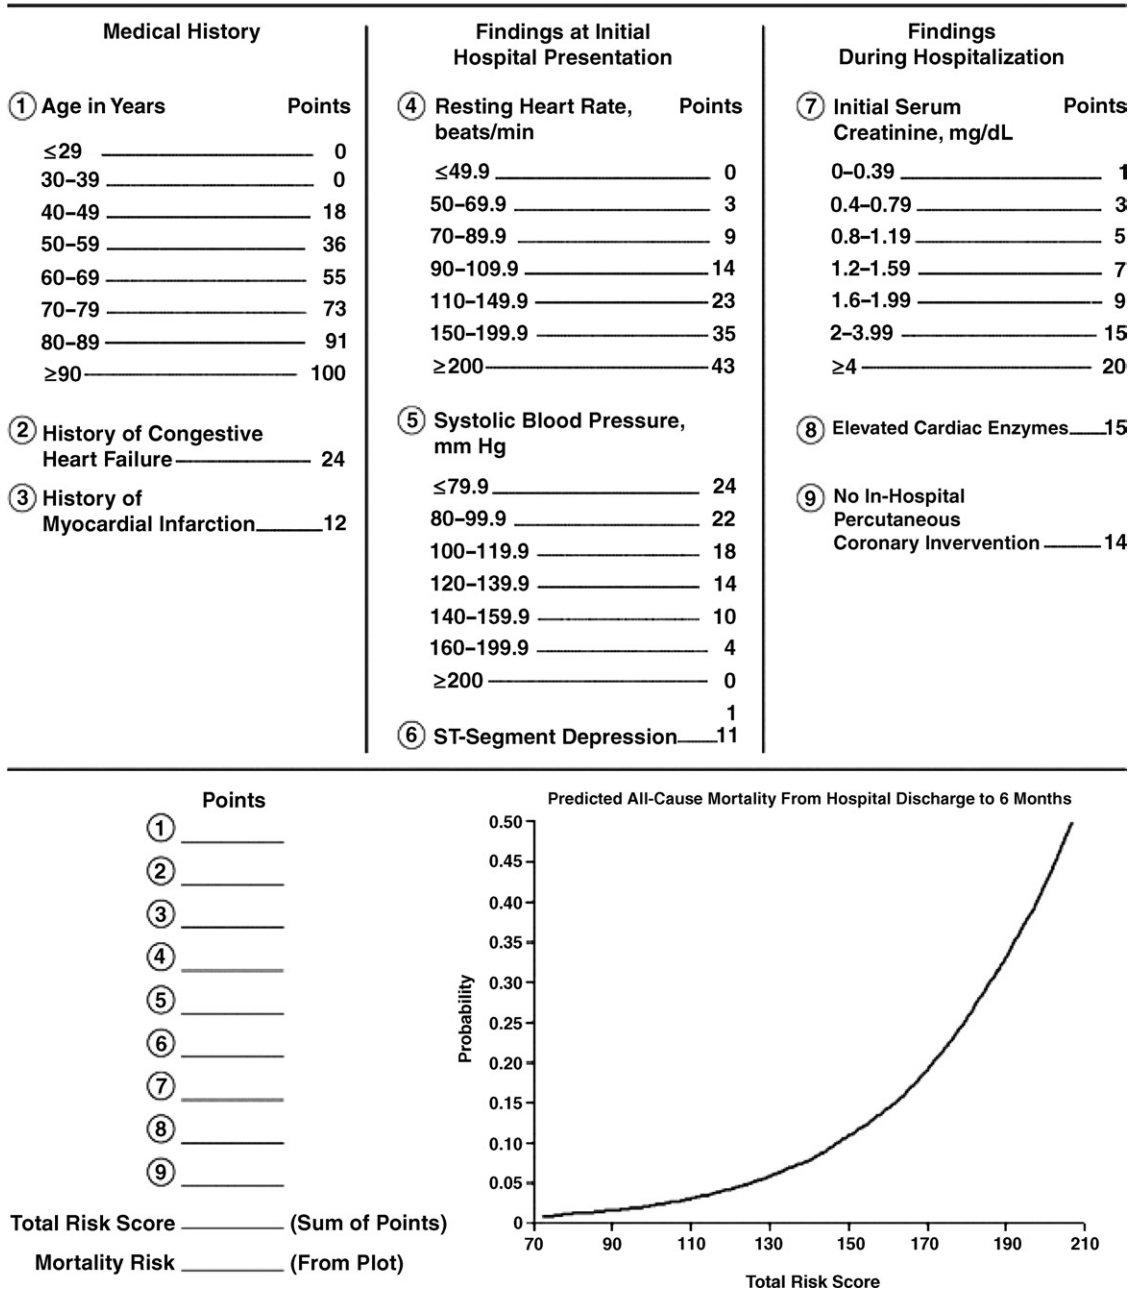 Medical History
① Age in Years Points
≤29 0
30–39 0
40–49 18
50–59 36
60–69 55
70–79 73
80–89 91
≥90 100
② History of Congestive
Heart Failure 24
③ History of
Myocardial Infarction 12
Findings at Initial
Hospital Presentation
④ Resting Heart Rate, Points
beats/min
≤49.9 0
50–69.9 3
70–89.9 9
90–109.9 14
110–149.9 23
150–199.9 35
≥200 43
⑤ Systolic Blood Pressure,
mm Hg
≤79.9 24
80–99.9 22
100–119.9 18
120–139.9 14
140–159.9 10
160–199.9 4
≥200 0
1
⑥ ST-Segment Depression 11
Findings
During Hospitalization
⑦ Initial Serum Points
Creatinine, mg/dL
0–0.39 1
0.4–0.79 3
0.8–1.19 5
1.2–1.59 7
1.6–1.99 9
2–3.99 15
≥4 20
⑧ Elevated Cardiac Enzymes 15
⑨ No In-Hospital
Percutaneous
Coronary Invervention 14
Points
①
②
③
④
⑤
⑥
⑦
⑧
⑨
Total Risk Score (Sum of Points)
Mortality Risk (From Plot)
Predicted All-Cause Mortality From Hospital Discharge to 6 Months
Probability
0.50
0.45
0.40
0.35
0.30
0.25
0.20
0.15
0.10
0.05
0
70 90 110 130 150 170 190 210
Total Risk Score